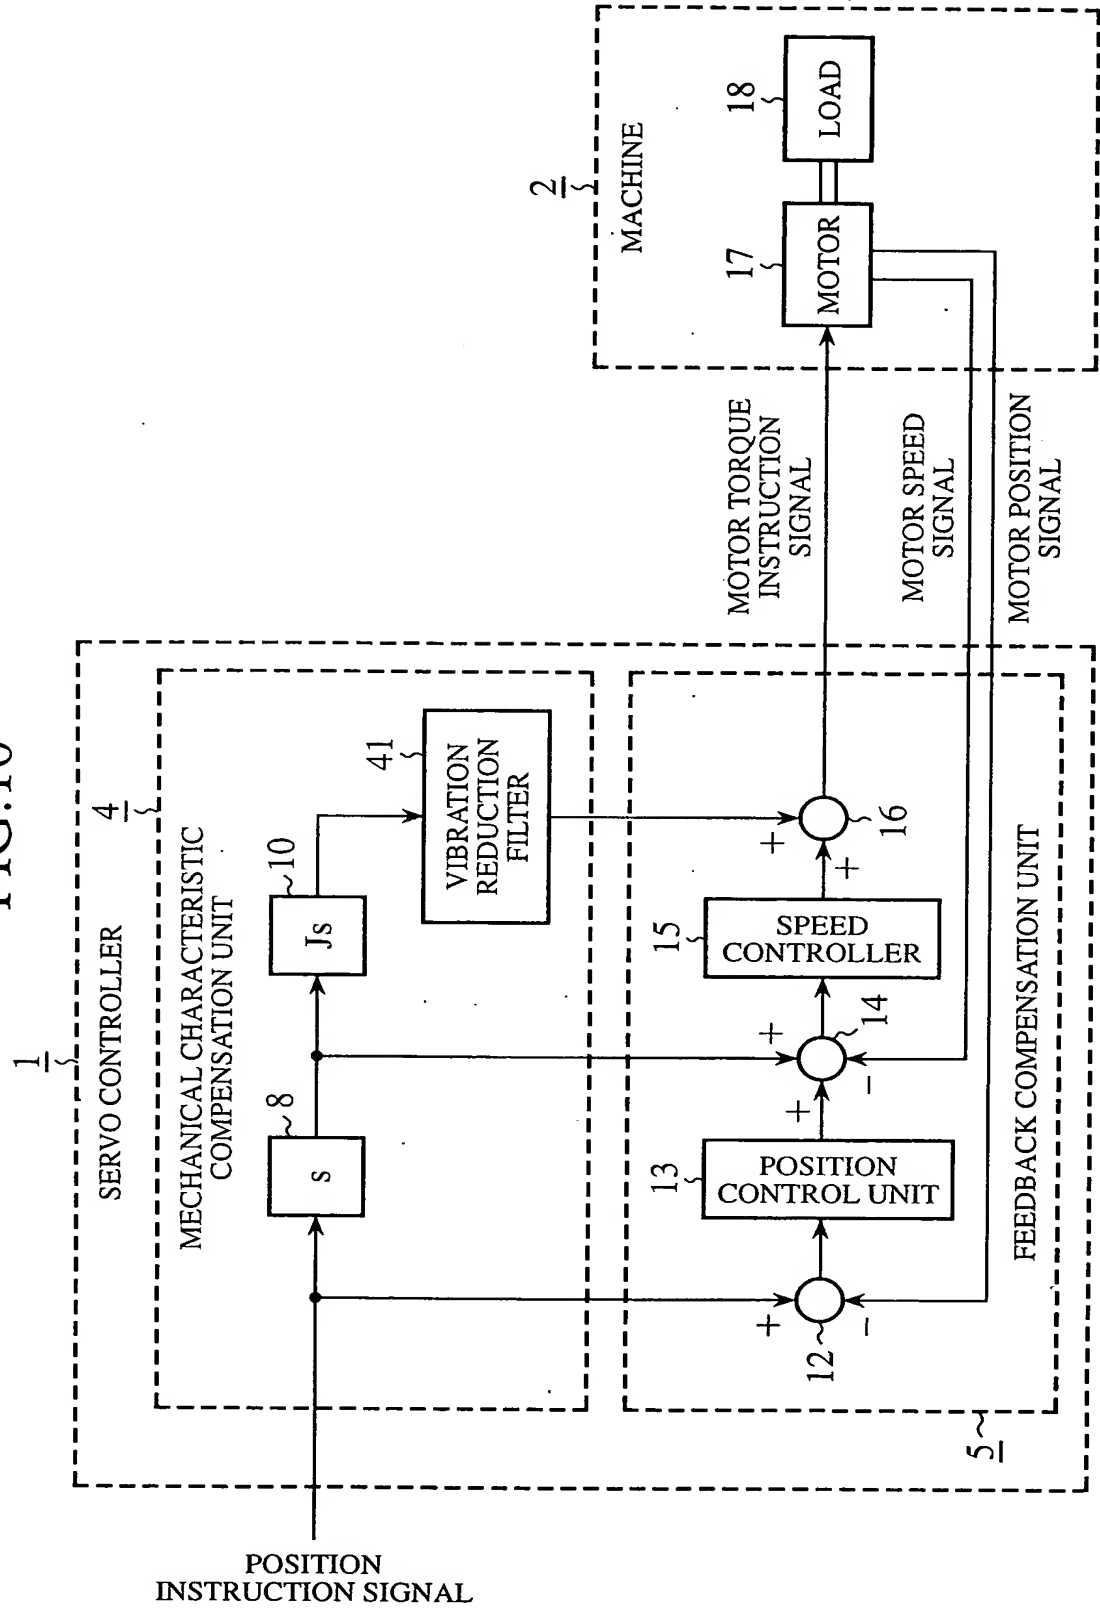 FIG.10
1
SERVO CONTROLLER
4
MECHANICAL CHARACTERISTIC
COMPENSATION UNIT
8
s
10
Js
41
VIBRATION
REDUCTION
FILTER
POSITION
INSTRUCTION SIGNAL
12
+
−
13
POSITION
CONTROL UNIT
14
+
+
−
15
SPEED
CONTROLLER
16
+
+
FEEDBACK COMPENSATION UNIT
5
MOTOR TORQUE
INSTRUCTION
SIGNAL
MOTOR SPEED
SIGNAL
MOTOR POSITION
SIGNAL
2
MACHINE
17
MOTOR
18
LOAD